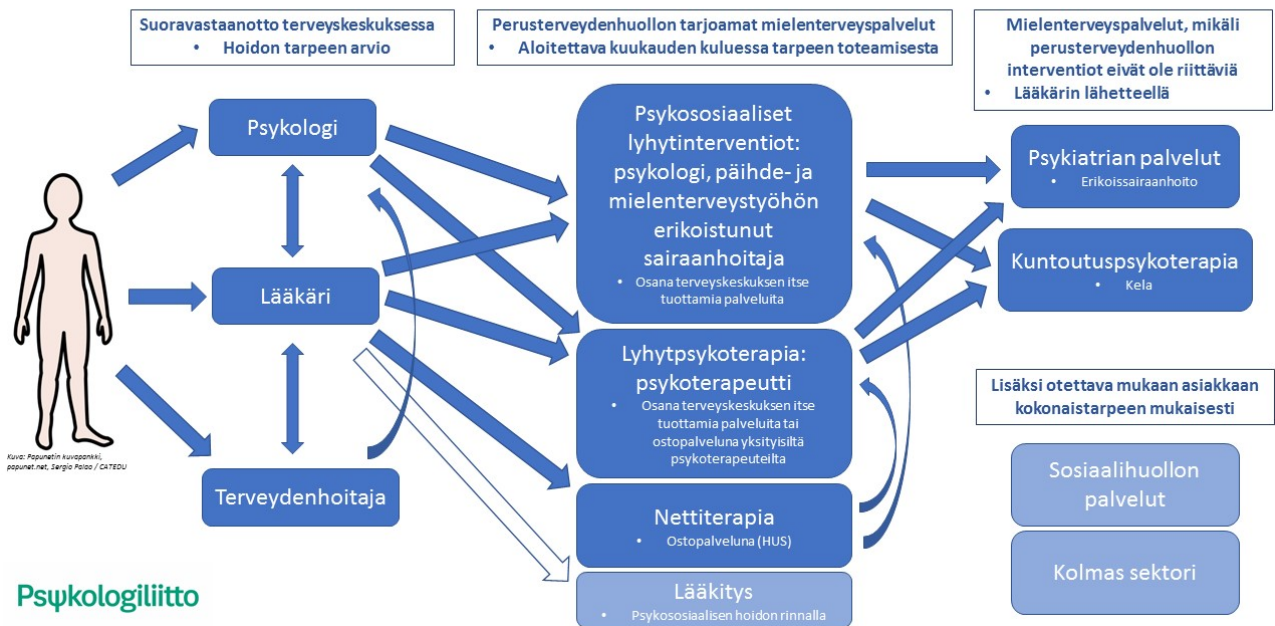 Suoravastaanotto terveyskeskuksessa
• Hoidon tarpeen arvio
Perusterveydenhuollon tarjoamat mielenterveyspalvelut
• Aloitettava kuukauden kuluessa tarpeen toteamisesta
Mielenterveyspalvelut, mikäli
perusterveydenhuollon
interventiot eivät ole riittäviä
• Lääkärin lähetteellä
Psykologi
Lääkäri
Terveydenhoitaja
Kuva: Papunetin kuvapankki,
papunet.net, Sergio Palao / CATEDU
Psykososiaaliset
lyhytinterventiot:
psykologi, päihde- ja
mielenterveystyöhön
erikoistunut
sairaanhoitaja
• Osana terveyskeskuksen itse
tuottamia palveluita
Lyhytpsykoterapia:
psykoterapeutti
• Osana terveyskeskuksen itse
tuottamia palveluita tai
ostopalveluna yksityisiltä
psykoterapeuteilta
Nettiterapia
• Ostopalveluna (HUS)
Lääkitys
• Psykososiaalisen hoidon rinnalla
Psykiatrian palvelut
• Erikoissairaanhoito
Kuntoutuspsykoterapia
• Kela
Lisäksi otettava mukaan asiakkaan
kokonaistarpeen mukaisesti
Sosiaalihuollon
palvelut
Kolmas sektori
Psykologiliitto